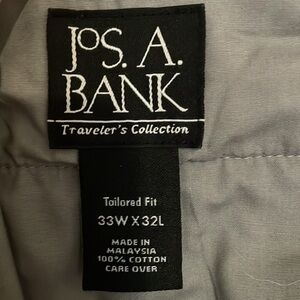 JOS. A.
BANK
Traveler's Collection
Tailored Fit
33W X 32L
MADE IN
MALAYSIA
100% COTTON
CARE OVER